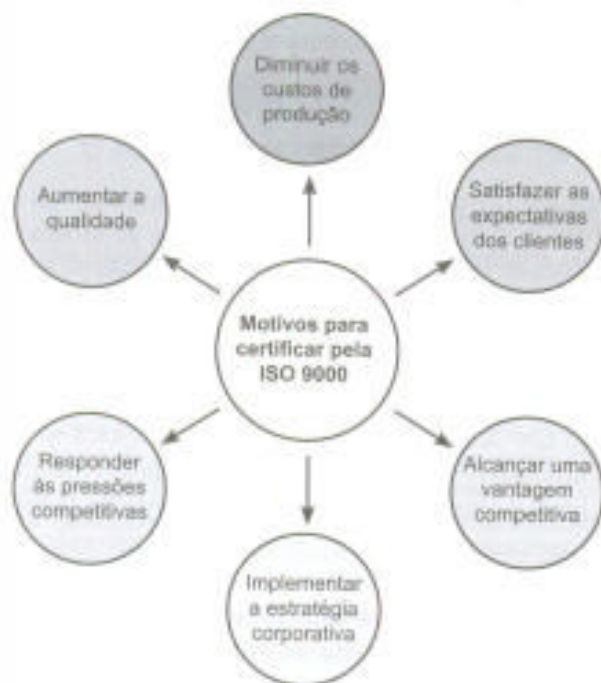 Diminuir os
custos de
produção
Aumentar a
qualidade
Satisfazer as
expectativas
dos clientes
Motivos para
certificar pela
ISO 9000
Responder
às pressões
competitivas
Alcançar uma
vantagem
competitiva
Implementar
a estratégia
corporativa